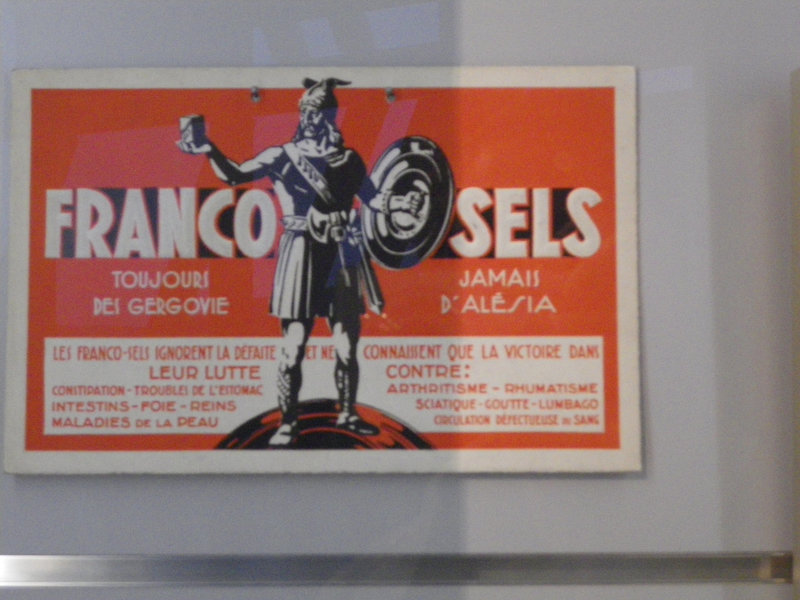 FRANCO SELS
TOUJOURS
DES GERGOVIE
JAMAIS
D'ALÉSIA
LES FRANCO-SELS IGNORENT LA DÉFAITE ET NE CONNAISSENT QUE LA VICTOIRE DANS
LEUR LUTTE CONTRE:
CONSTIPATION - TROUBLES DE L'ESTOMAC
INTESTINS - FOIE - REINS
MALADIES DE LA PEAU
ARTHRITISME - RHUMATISME
SCIATIQUE - GOUTTE - LUMBAGO
CIRCULATION DÉFECTUEUSE DU SANG